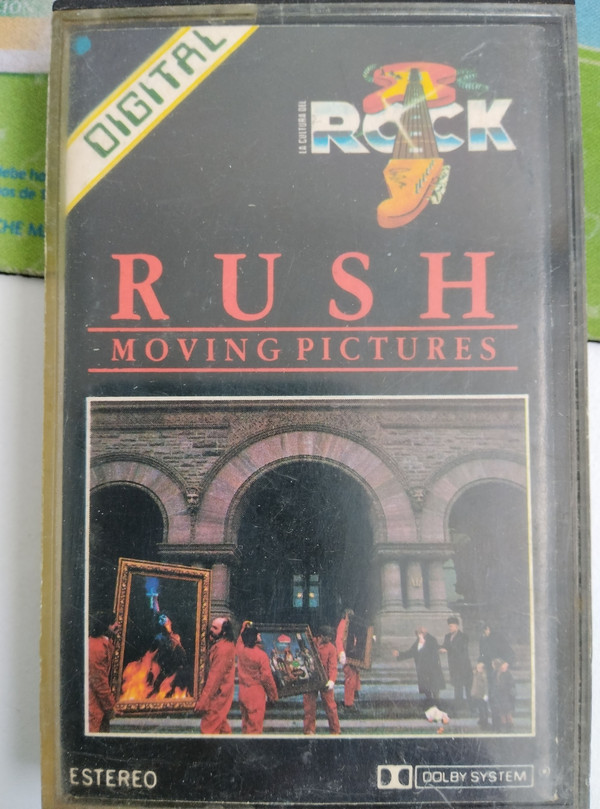 DIGITAL
LA CULTURA DEL
ROCK
RUSH
MOVING PICTURES
ESTEREO
DOLBY SYSTEM